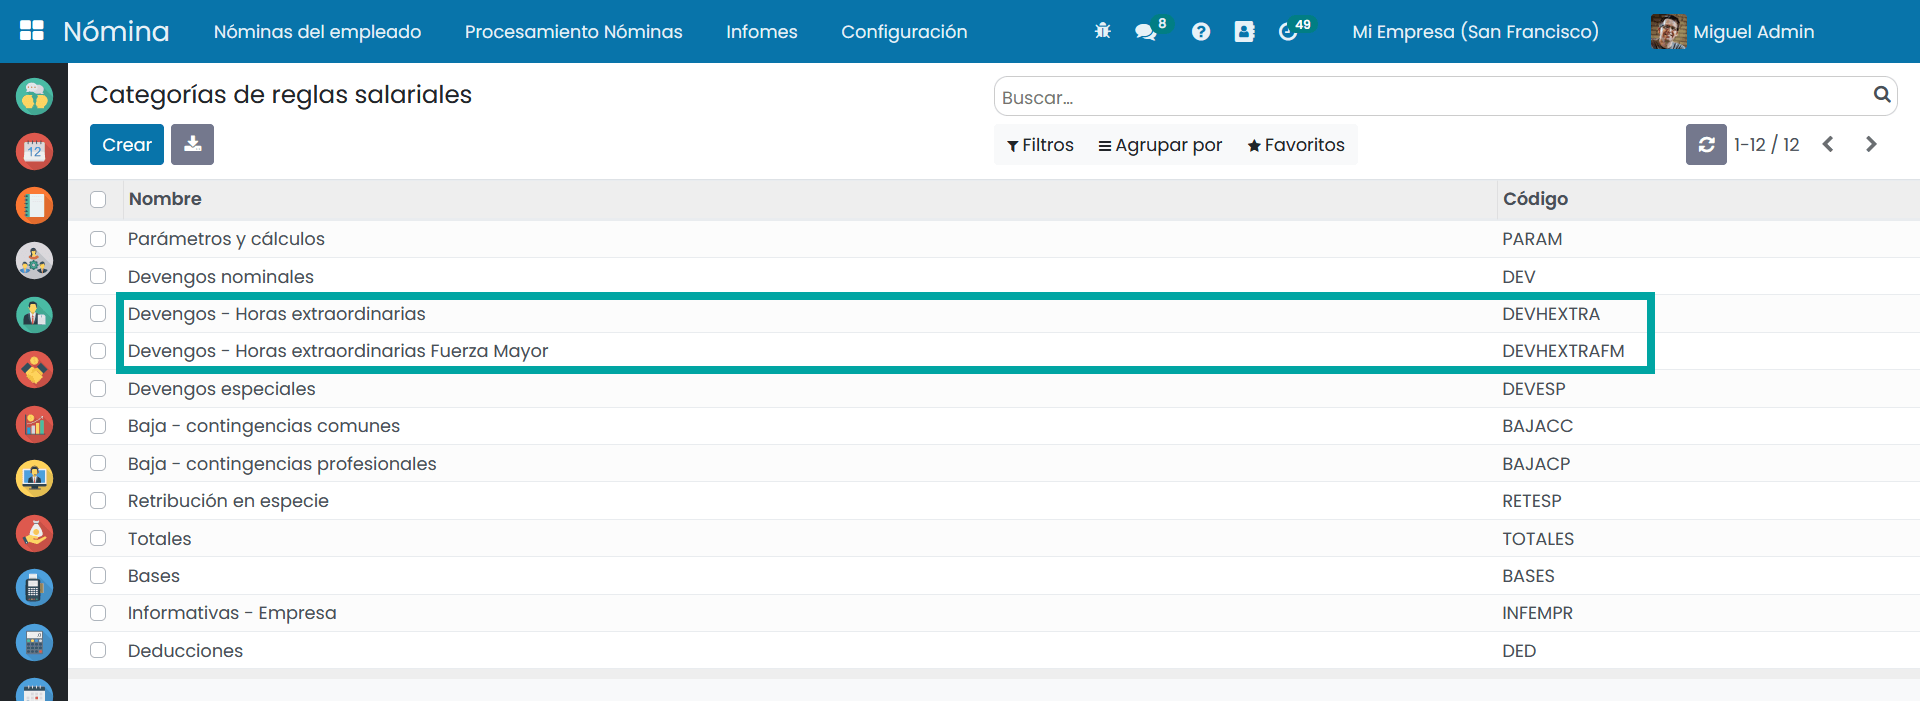 Nómina Nóminas del empleado Procesamiento Nóminas Infomes Configuración 8 49 Mi Empresa (San Francisco) Miguel Admin
12
Categorías de reglas salariales
Buscar...
Crear
Filtros Agrupar por Favoritos 1-12 / 12
Nombre Código
Parámetros y cálculos PARAM
Devengos nominales DEV
Devengos - Horas extraordinarias DEVHEXTRA
Devengos - Horas extraordinarias Fuerza Mayor DEVHEXTRAFM
Devengos especiales DEVESP
Baja - contingencias comunes BAJACC
Baja - contingencias profesionales BAJACP
Retribución en especie RETESP
Totales TOTALES
Bases BASES
Informativas - Empresa INFEMPR
Deducciones DED